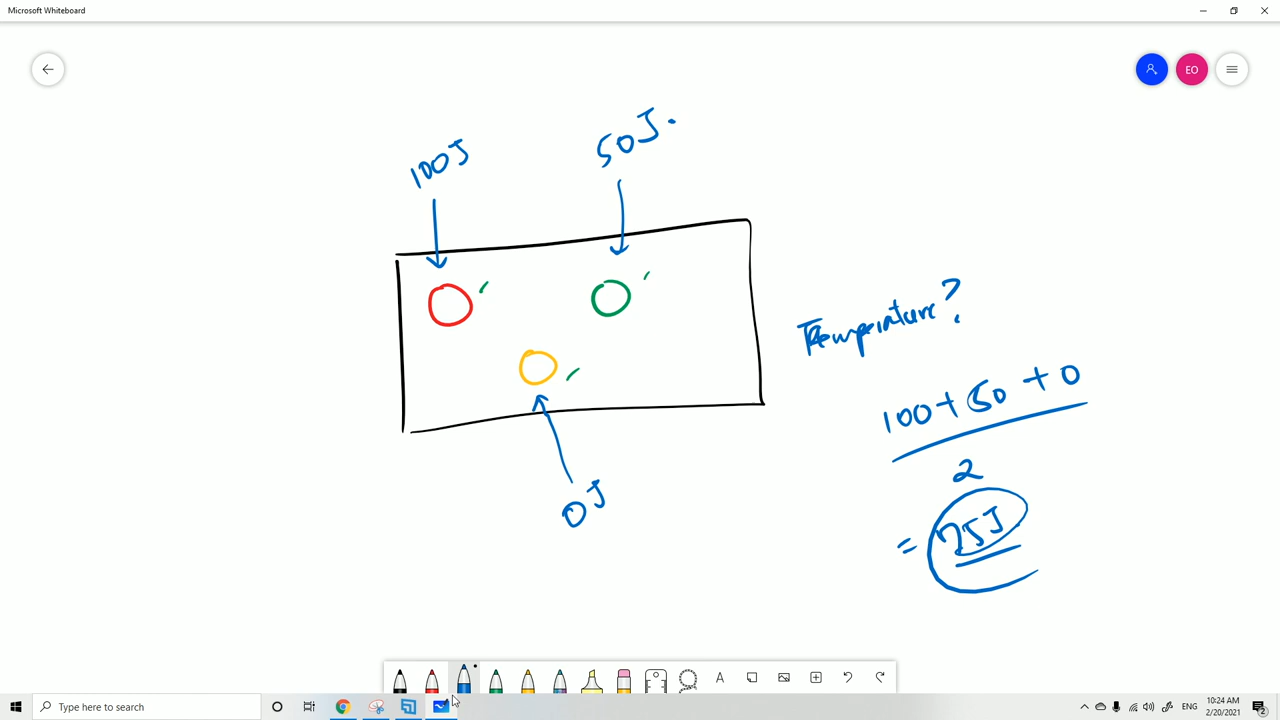 Microsoft Whiteboard
EO
100J
50J.
Temperature?
100+50+0
2
= 75J
0J
A
Type here to search
ENG
10:24 AM
2/20/2021
2